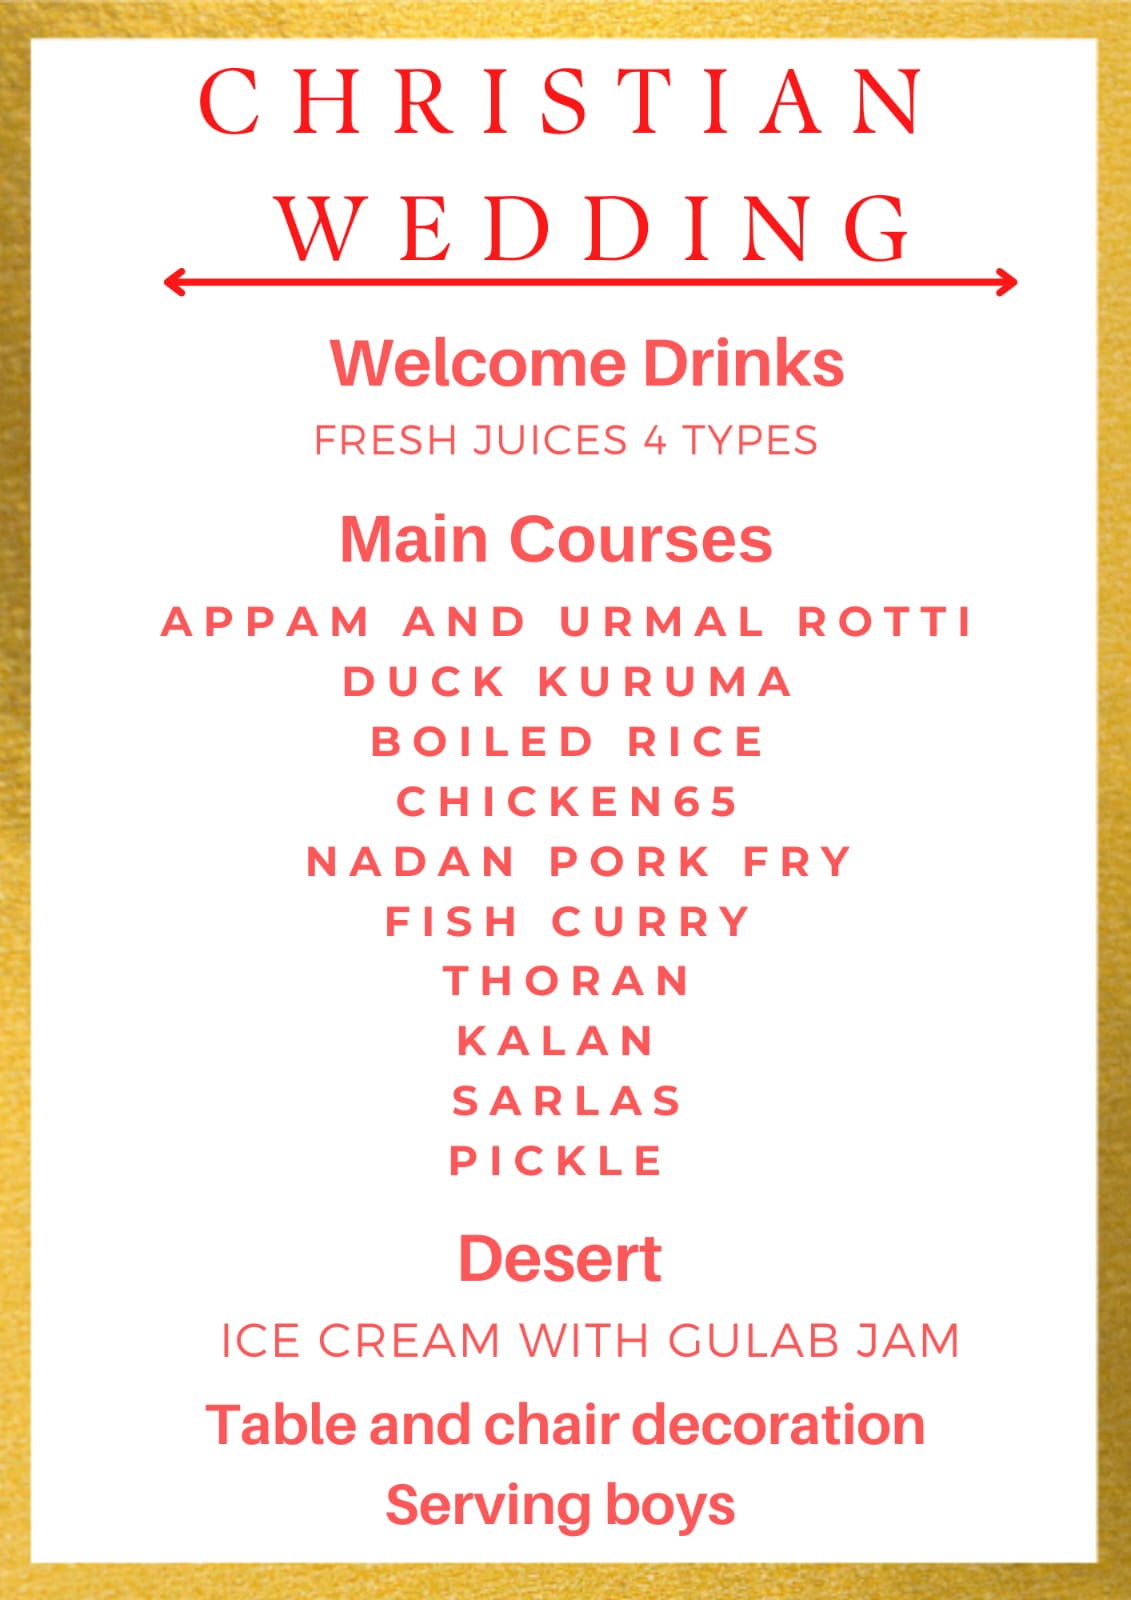 CHRISTIAN
WEDDING
Welcome Drinks
FRESH JUICES 4 TYPES
Main Courses
APPAM AND URMAL ROTTI
DUCK KURUMA
BOILED RICE
CHICKEN65
NADAN PORK FRY
FISH CURRY
THORAN
KALAN
SARLAS
PICKLE
Desert
ICE CREAM WITH GULAB JAM
Table and chair decoration
Serving boys